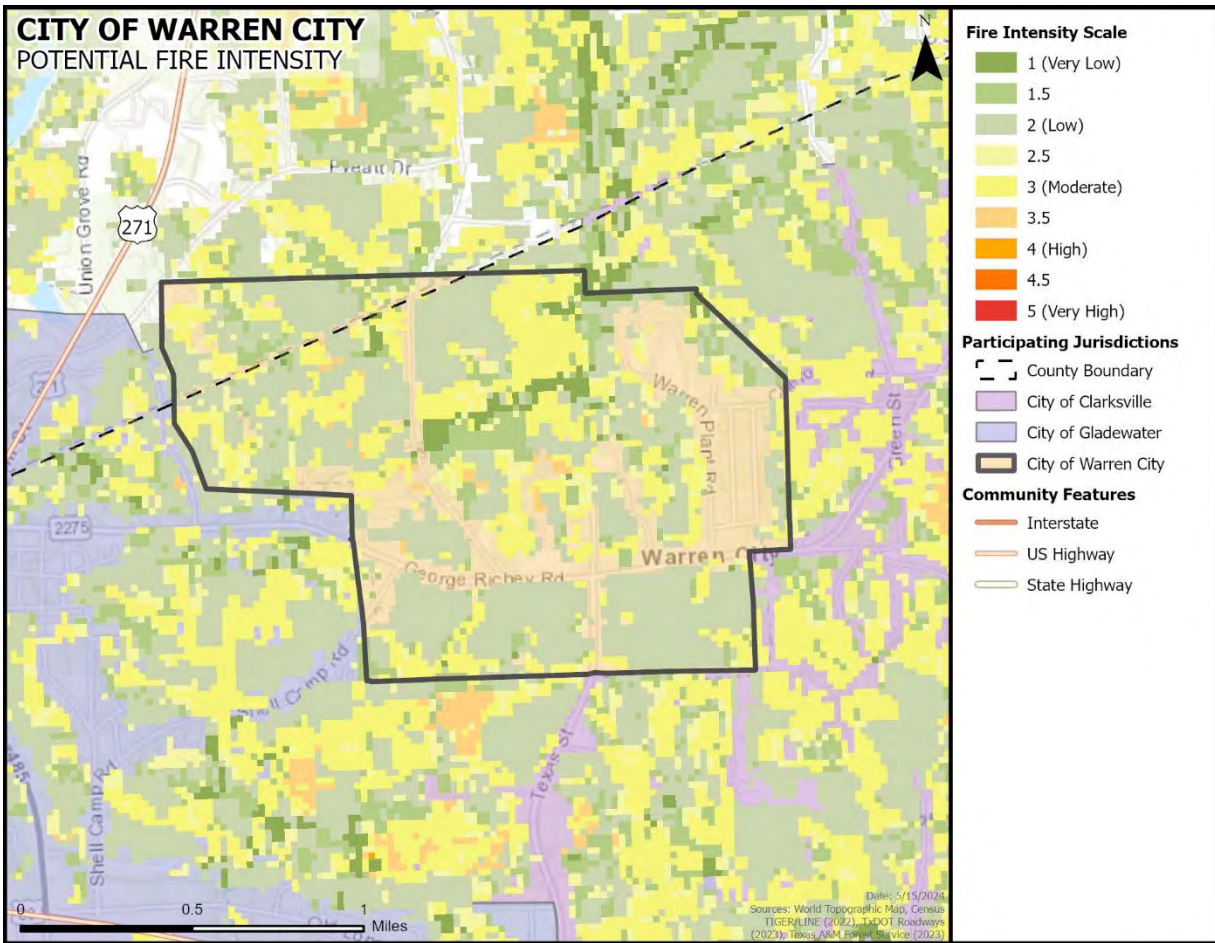 CITY OF WARREN CITY
POTENTIAL FIRE INTENSITY
N
Union Grove Rd
271
Dr
271
2275
Warren Plant Rd
Green St
Warren City
George Richey Rd
Shell Camp Rd
Texas St
485
Shell Camp Rd
0
0.5
1
Miles
Date: 5/15/2024
Sources: World Topographic Map, Census
TIGER/LINE (2022), TxDOT Roadways
(2023), Texas A&M Forest Service (2023)
Fire Intensity Scale
1 (Very Low)
1.5
2 (Low)
2.5
3 (Moderate)
3.5
4 (High)
4.5
5 (Very High)
Participating Jurisdictions
County Boundary
City of Clarksville
City of Gladewater
City of Warren City
Community Features
Interstate
US Highway
State Highway